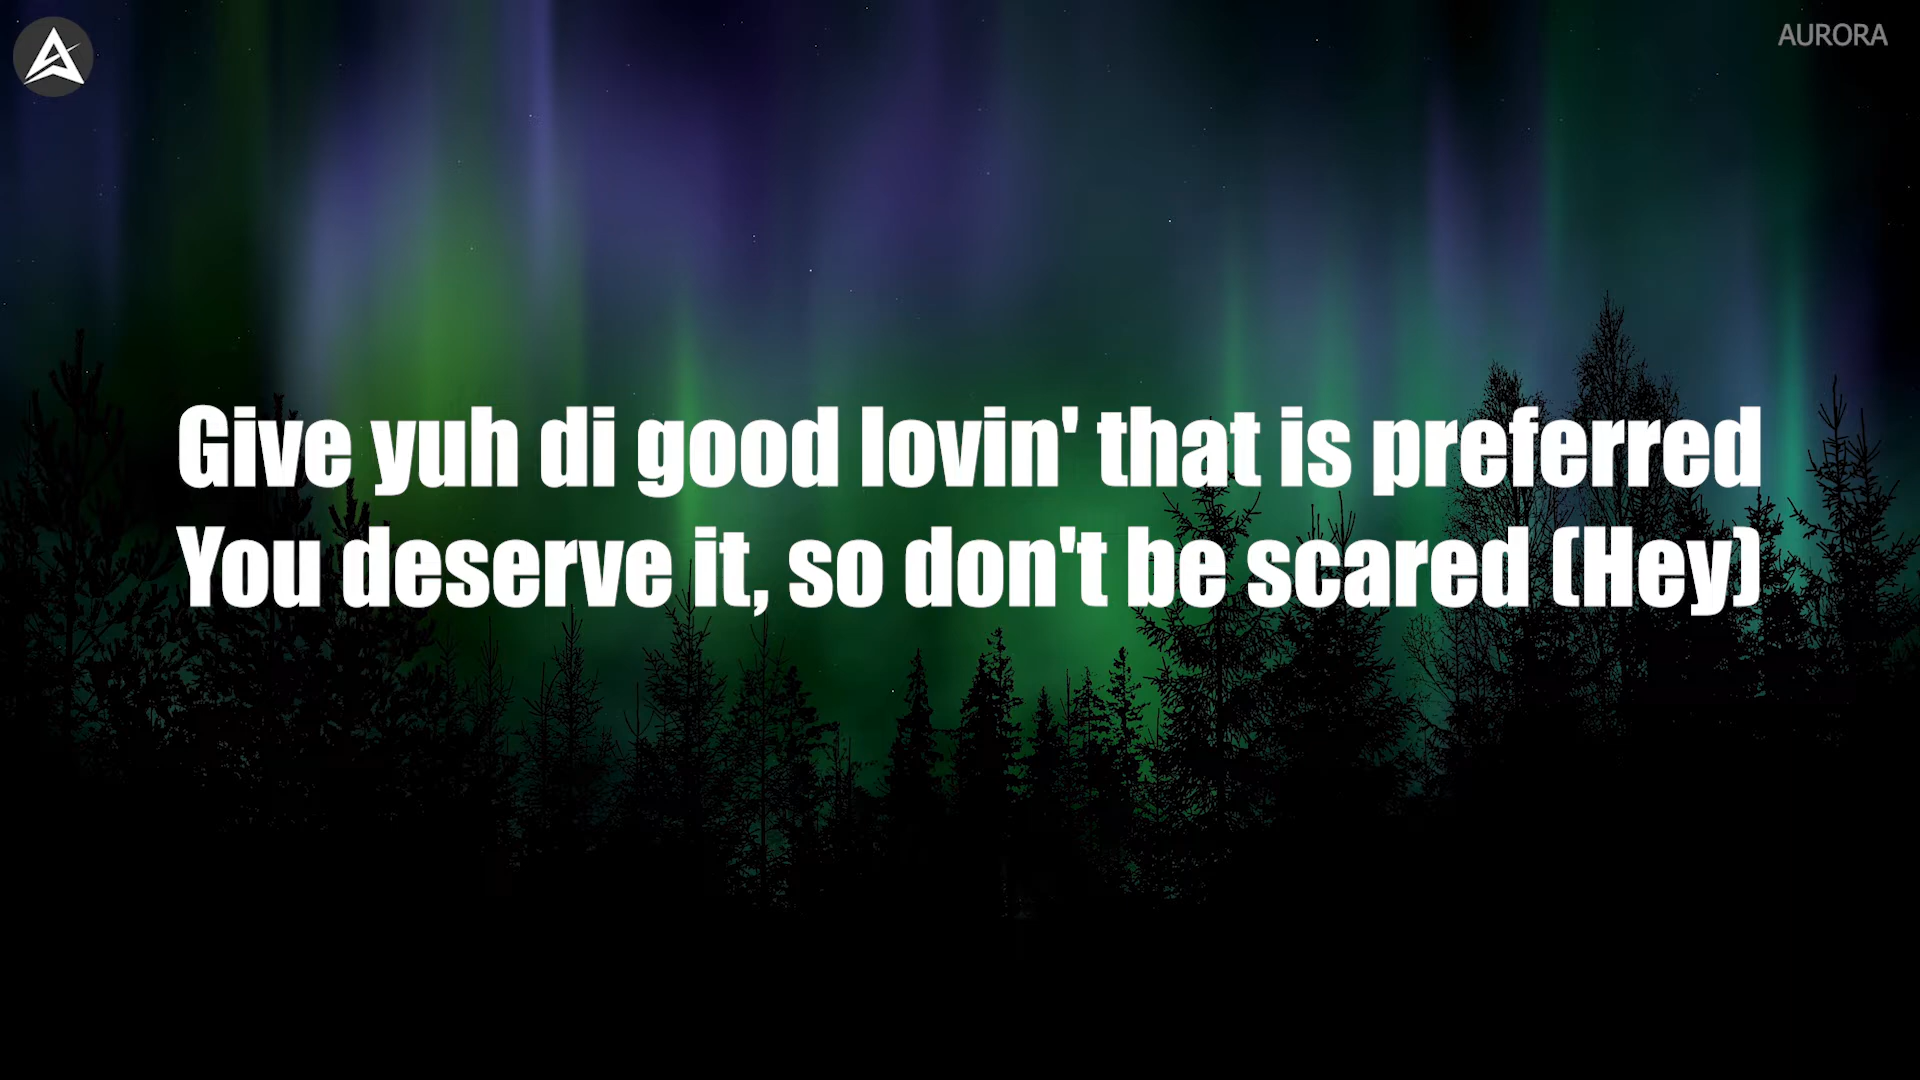 AURORA
Give yuh di good lovin' that is preferred
You deserve it, so don't be scared (Hey)